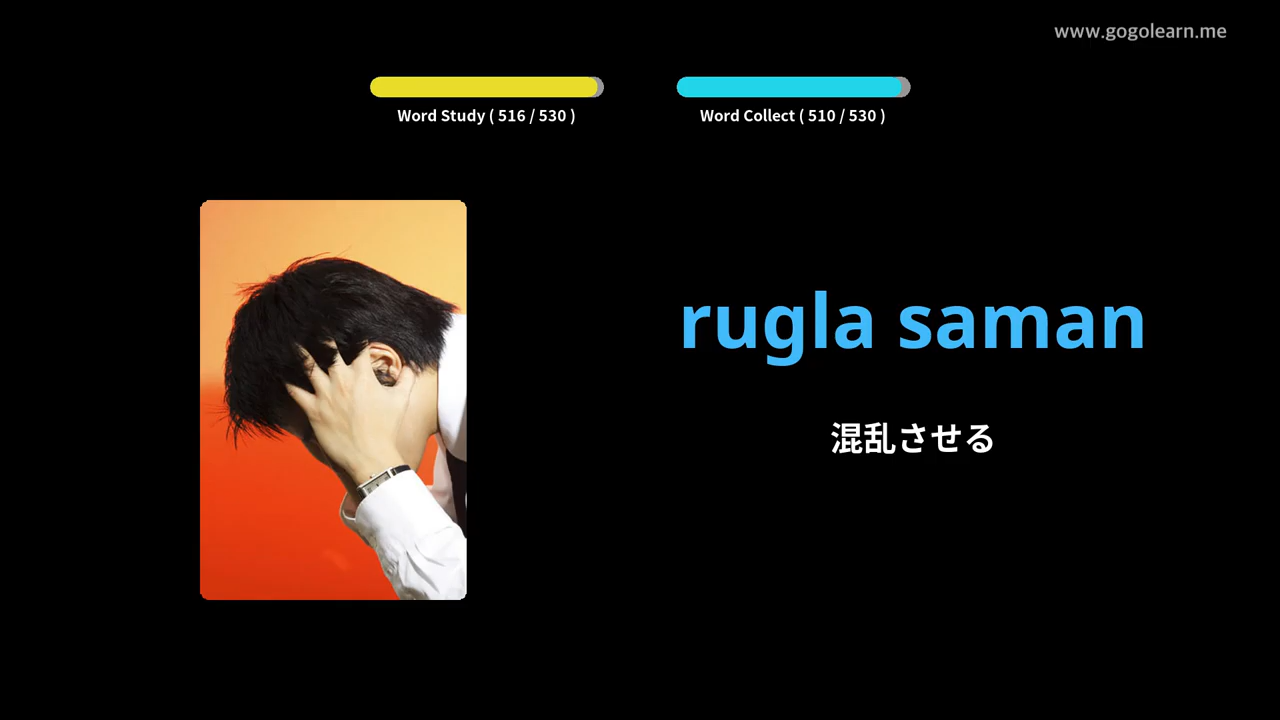 www.gogolearn.me
Word Study ( 516 / 530 )
Word Collect ( 510 / 530 )
rugla saman
混乱させる